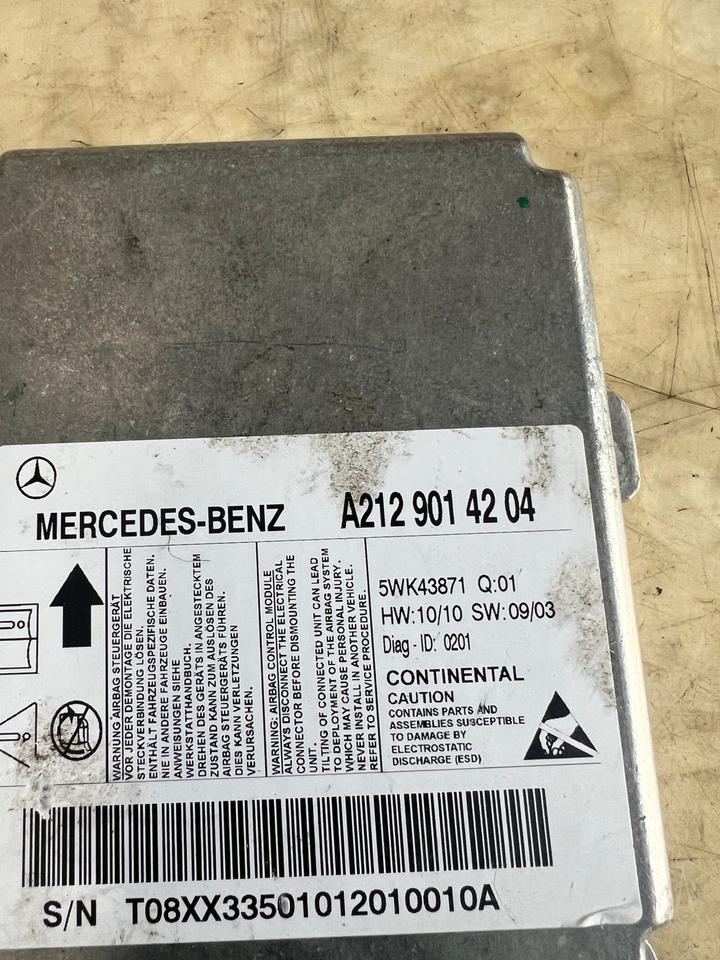 MERCEDES-BENZ A212 901 42 04
WARNUNG: AIRBAG STEUERGERÄT
VOR JEDER DEMONTAGE DIE ELEKTRISCHE
STECKERVERBINDUNG LÖSEN.
ENTHÄLT FAHRZEUGSPEZIFISCHE DATEN.
NIE IN ANDERE FAHRZEUGE EINBAUEN.
ANWEISUNGEN SIEHE
WERKSTATTHANDBUCH.
DREHEN DES GERÄTS IN ANGESTECKTEM
ZUSTAND KANN ZUM AUSLÖSEN DES
AIRBAG STEUERGERÄTS FÜHREN.
DIES KANN VERLETZUNGEN
VERURSACHEN.
WARNING: AIRBAG CONTROL MODULE
ALWAYS DISCONNECT THE ELECTRICAL
CONNECTOR BEFORE DISMOUNTING THE
UNIT.
TILTING OF CONNECTED UNIT CAN LEAD
TO DEPLOYMENT OF THE AIRBAG SYSTEM
WHICH MAY CAUSE PERSONAL INJURY.
NEVER INSTALL IN ANOTHER VEHICLE.
REFER TO SERVICE PROCEDURE.
5WK43871 Q:01
HW:10/10 SW:09/03
Diag-ID: 0201
CONTINENTAL
CAUTION
CONTAINS PARTS AND
ASSEMBLIES SUSCEPTIBLE
TO DAMAGE BY
ELECTROSTATIC
DISCHARGE (ESD)
S/N T08XX33501012010010A